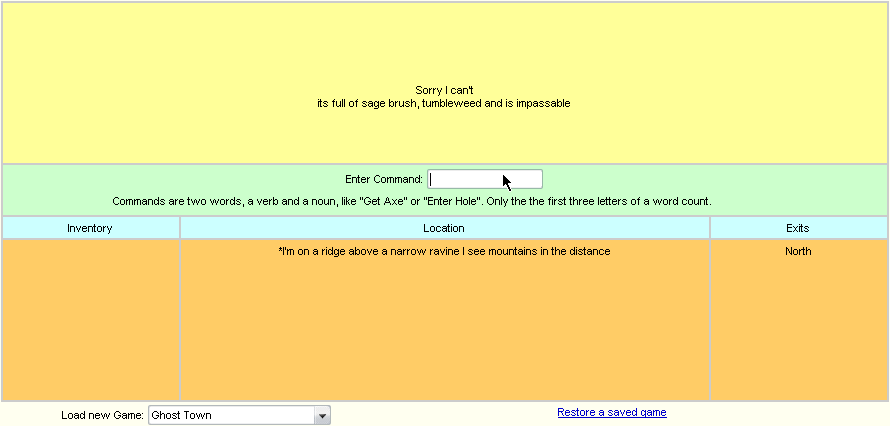 Sorry I can't
its full of sage brush, tumbleweed and is impassable
Enter Command:
Commands are two words, a verb and a noun, like "Get Axe" or "Enter Hole". Only the the first three letters of a word count.
Inventory
Location
Exits
*I'm on a ridge above a narrow ravine I see mountains in the distance
North
Load new Game: Ghost Town
Restore a saved game